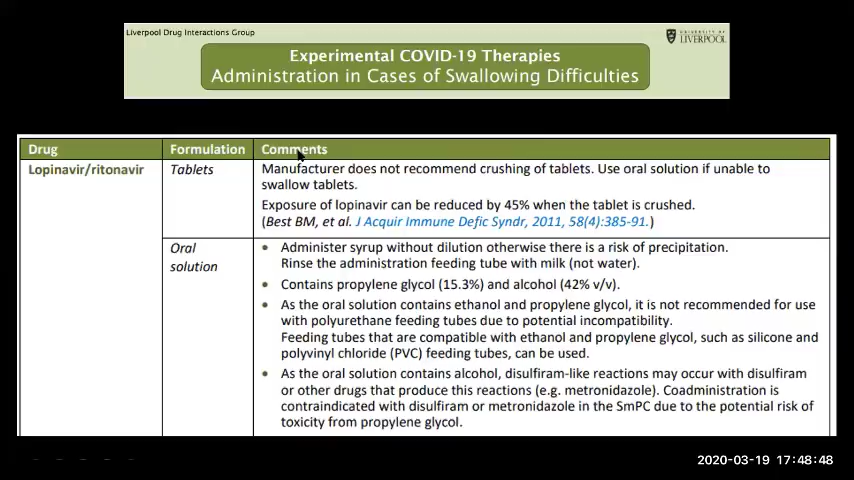 Liverpool Drug Interactions Group
UNIVERSITY OF
LIVERPOOL
Experimental COVID-19 Therapies
Administration in Cases of Swallowing Difficulties
Drug Formulation Comments
Lopinavir/ritonavir Tablets Manufacturer does not recommend crushing of tablets. Use oral solution if unable to
swallow tablets.
Exposure of lopinavir can be reduced by 45% when the tablet is crushed.
(Best BM, et al. J Acquir Immune Defic Syndr, 2011, 58(4):385-91.)
Oral
solution
• Administer syrup without dilution otherwise there is a risk of precipitation.
Rinse the administration feeding tube with milk (not water).
• Contains propylene glycol (15.3%) and alcohol (42% v/v).
• As the oral solution contains ethanol and propylene glycol, it is not recommended for use
with polyurethane feeding tubes due to potential incompatibility.
Feeding tubes that are compatible with ethanol and propylene glycol, such as silicone and
polyvinyl chloride (PVC) feeding tubes, can be used.
• As the oral solution contains alcohol, disulfiram-like reactions may occur with disulfiram
or other drugs that produce this reactions (e.g. metronidazole). Coadministration is
contraindicated with disulfiram or metronidazole in the SmPC due to the potential risk of
toxicity from propylene glycol.
2020-03-19 17:48:48